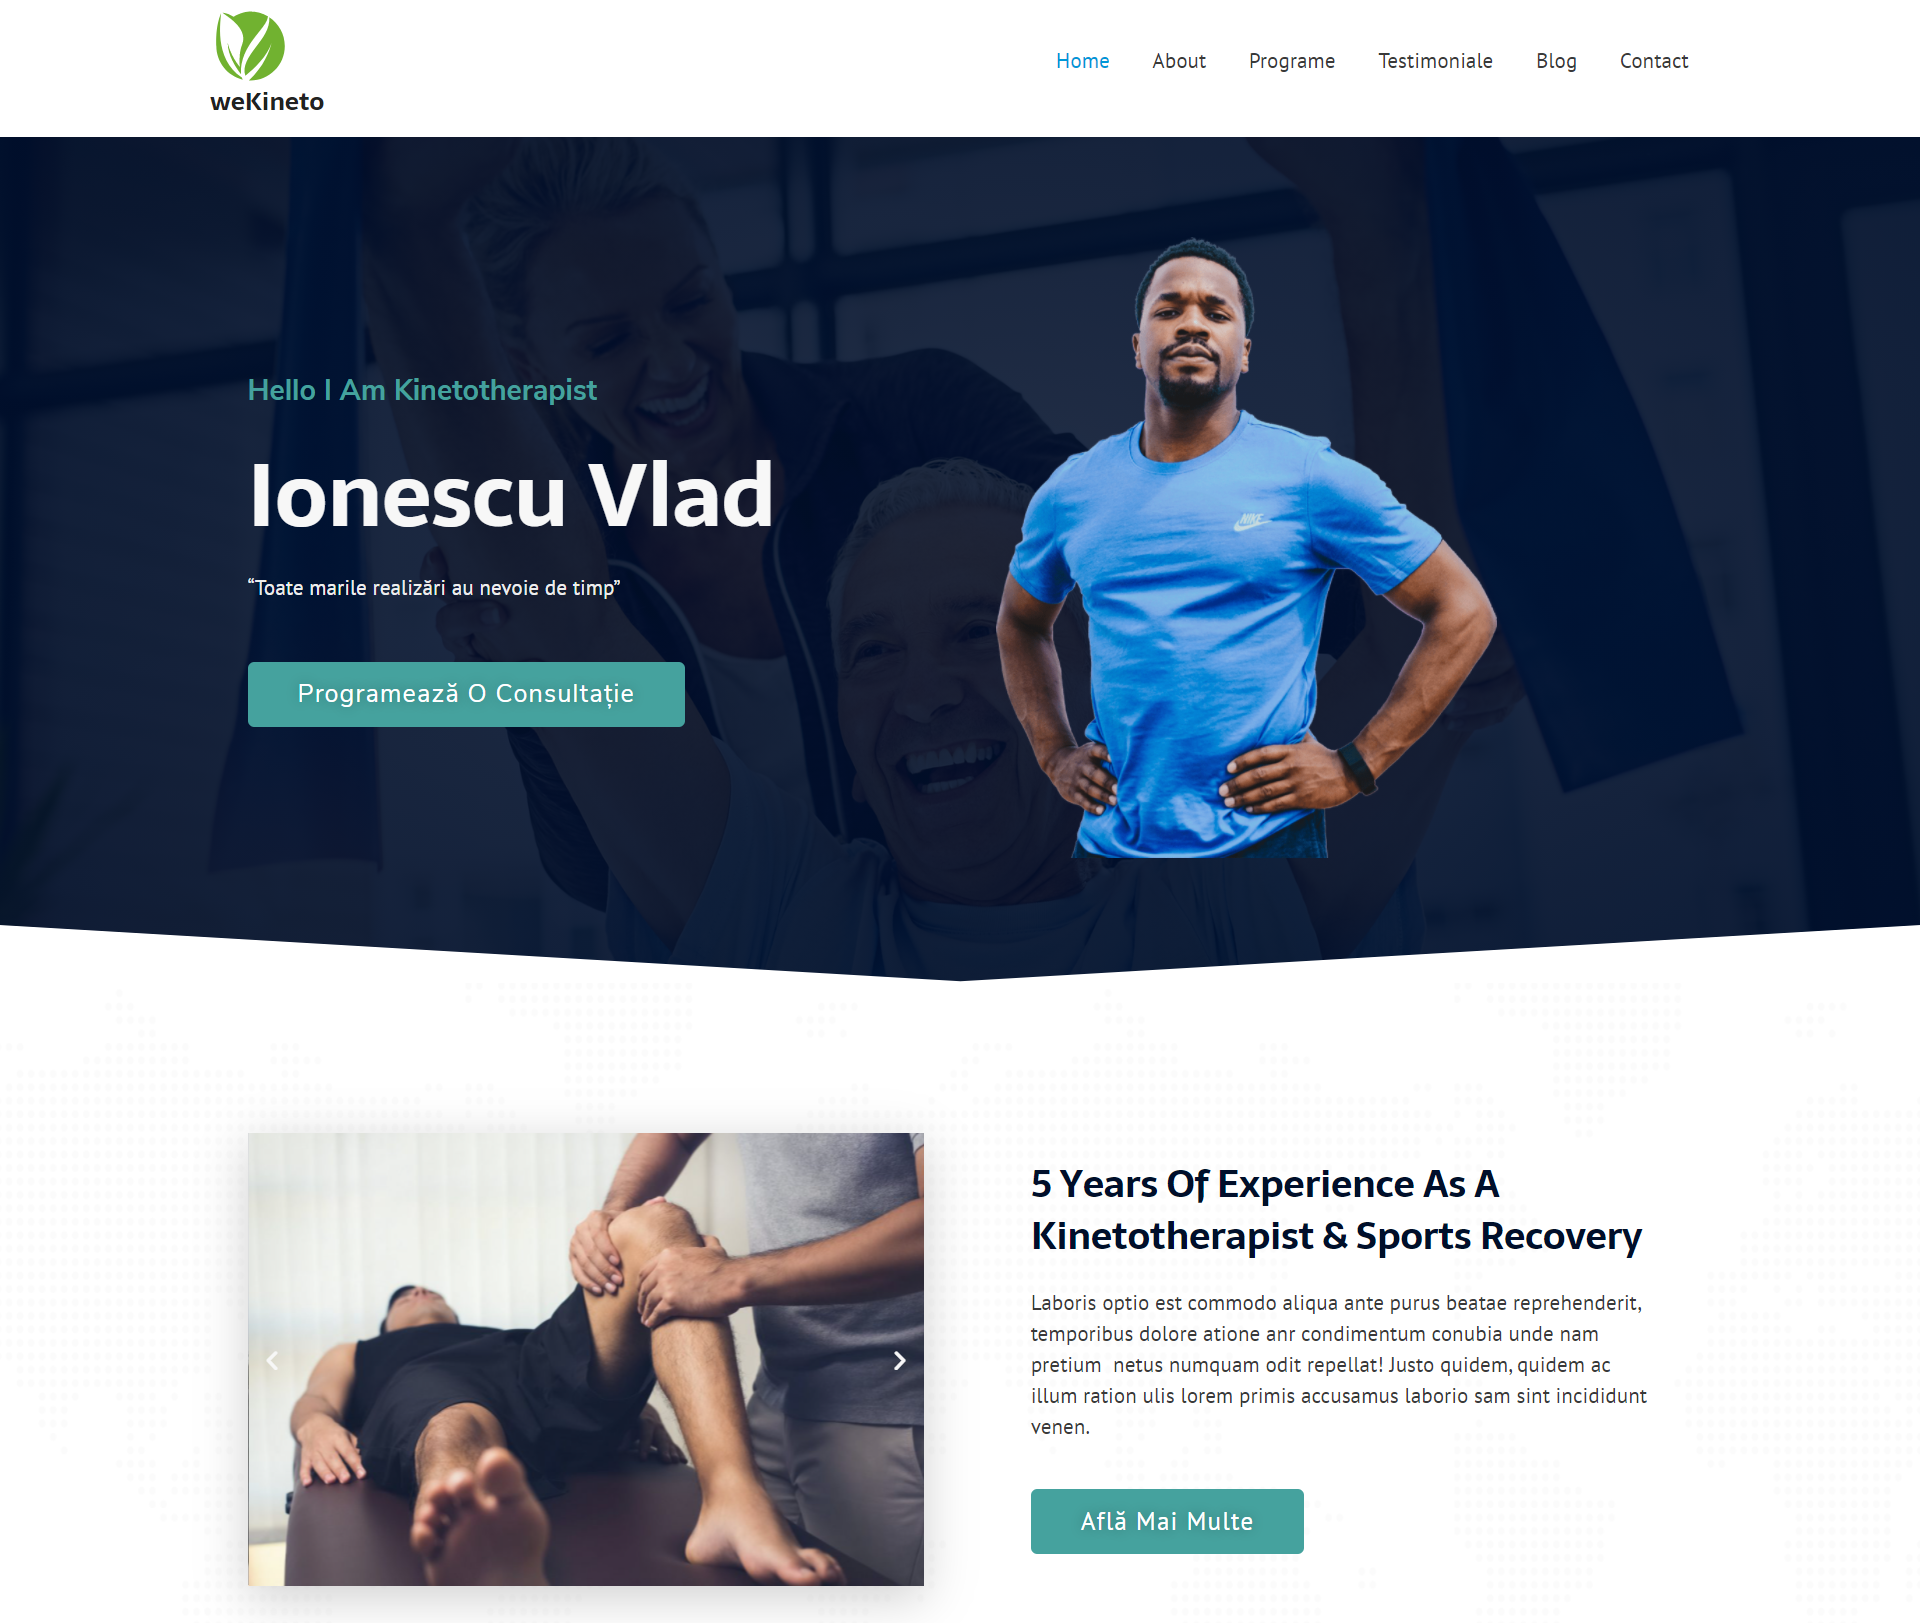 weKineto
Home About Programe Testimoniale Blog Contact
Hello I Am Kinetotherapist
Ionescu Vlad
“Toate marile realizări au nevoie de timp”
NIKE
Programează O Consultație
5 Years Of Experience As A
Kinetotherapist & Sports Recovery
Laboris optio est commodo aliqua ante purus beatae reprehenderit,
temporibus dolore atione anr condimentum conubia unde nam
pretium  netus numquam odit repellat! Justo quidem, quidem ac
illum ration ulis lorem primis accusamus laborio sam sint incididunt
venen.
Află Mai Multe